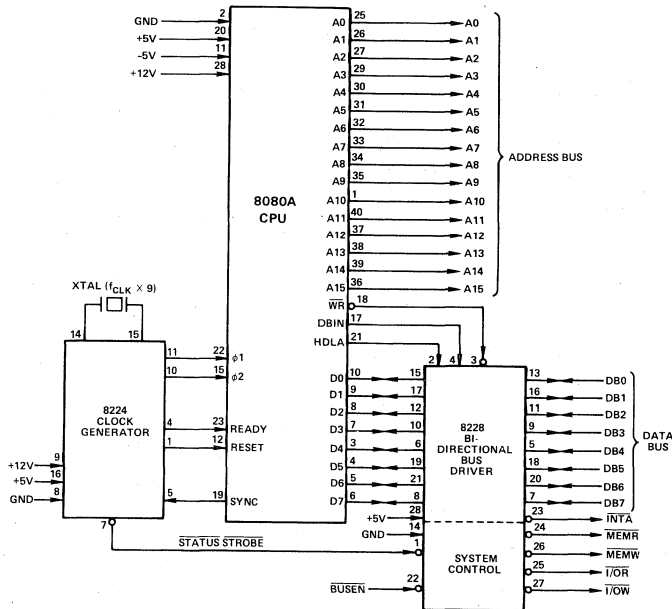 GND 2
+5V 20
-5V 11
+12V 28
8080A
CPU
A0 25 A0
A1 26 A1
A2 27 A2
A3 29 A3
A4 30 A4
A5 31 A5
A6 32 A6
A7 33 A7
A8 34 A8
A9 35 A9
A10 1 A10
A11 40 A11
A12 37 A12
A13 38 A13
A14 39 A14
A15 36 A15
ADDRESS BUS
WR 18
DBIN 17
HDLA 21
2 4 3
XTAL (fCLK × 9)
14 15
8224
CLOCK
GENERATOR
11 22 ϕ1
10 15 ϕ2
4 23 READY
1 12 RESET
5 19 SYNC
+12V 9
+5V 16
GND 8
7
STATUS STROBE 1
D0 10 15
D1 9 17
D2 8 12
D3 7 10
D4 3 6
D5 4 19
D6 5 21
D7 6 8
+5V 28
GND 14
BUSEN 22
8228
BI-
DIRECTIONAL
BUS
DRIVER
SYSTEM
CONTROL
13 DB0
16 DB1
11 DB2
9 DB3
5 DB4
18 DB5
20 DB6
7 DB7
DATA
BUS
23 INTA
24 MEMR
26 MEMW
25 I/OR
27 I/OW